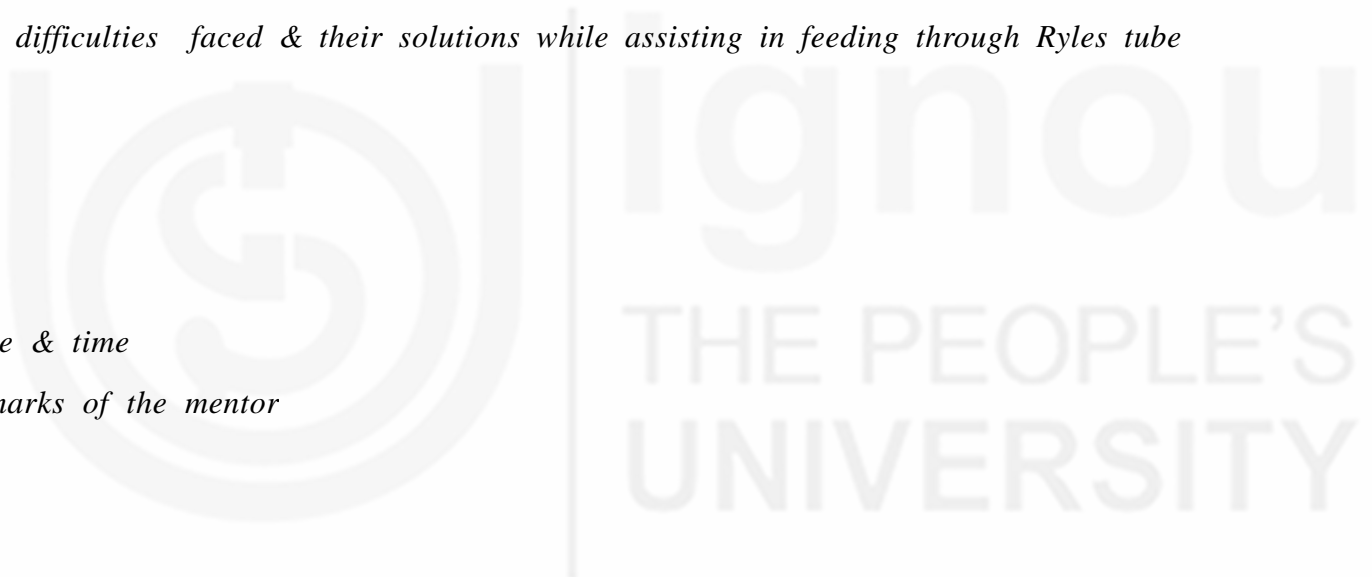 difficulties faced & their solutions while assisting in feeding through Ryles tube
ignou
e & time
THE PEOPLE'S
arks of the mentor
UNIVERSITY